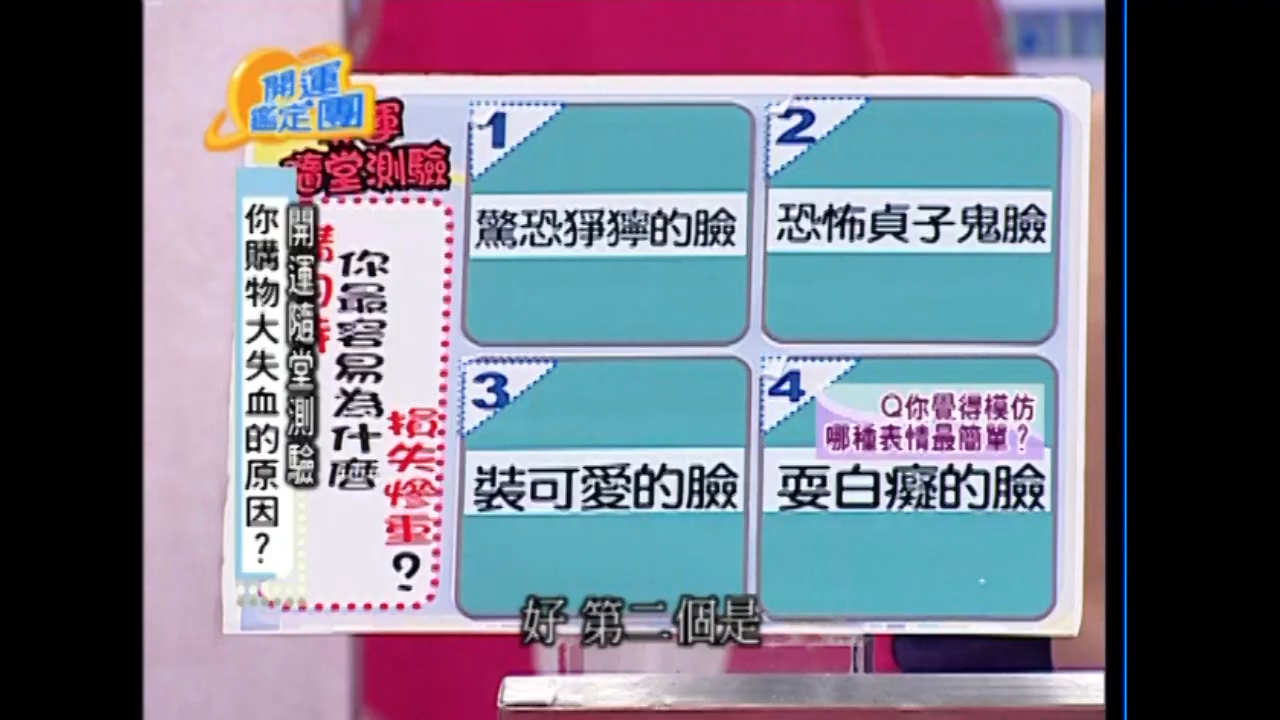 開運
鑑定團
運
隨堂測驗
開運隨堂測驗
你購物大失血的原因?
你最容易為什麼
損失慘重?
1
驚恐猙獰的臉
2
恐怖貞子鬼臉
3
裝可愛的臉
4
Q你覺得模仿
哪種表情最簡單?
耍白癡的臉
好 第二個是